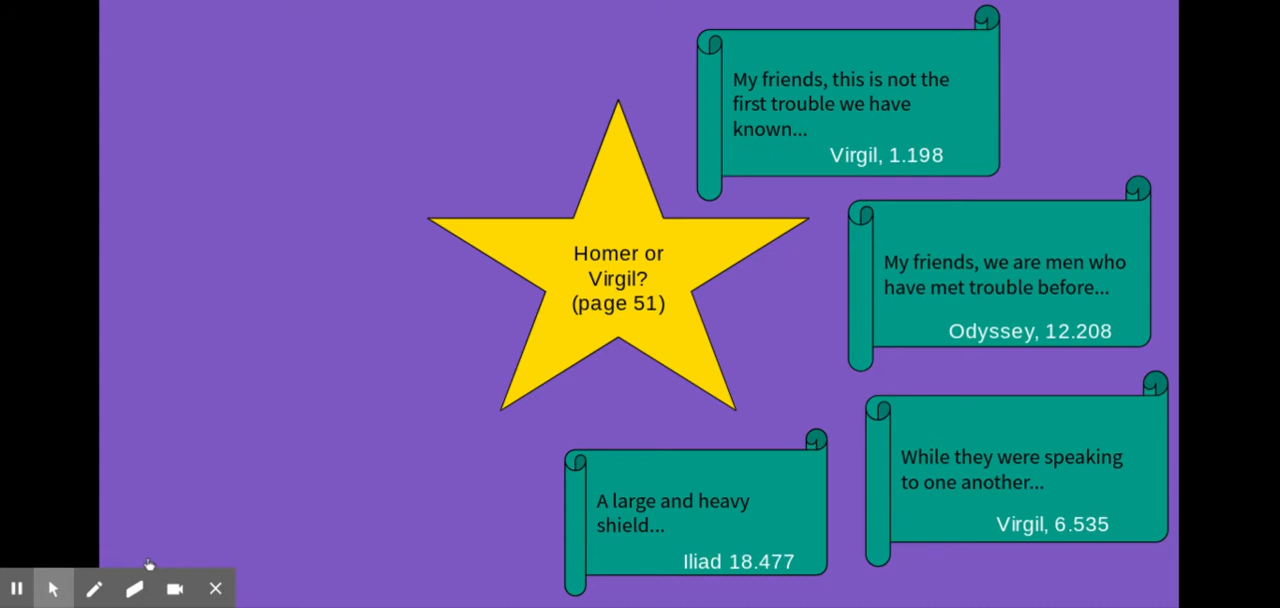 My friends, this is not the
first trouble we have
known...
Virgil, 1.198
Homer or
Virgil?
(page 51)
My friends, we are men who
have met trouble before...
Odyssey, 12.208
While they were speaking
to one another...
Virgil, 6.535
A large and heavy
shield...
Iliad 18.477